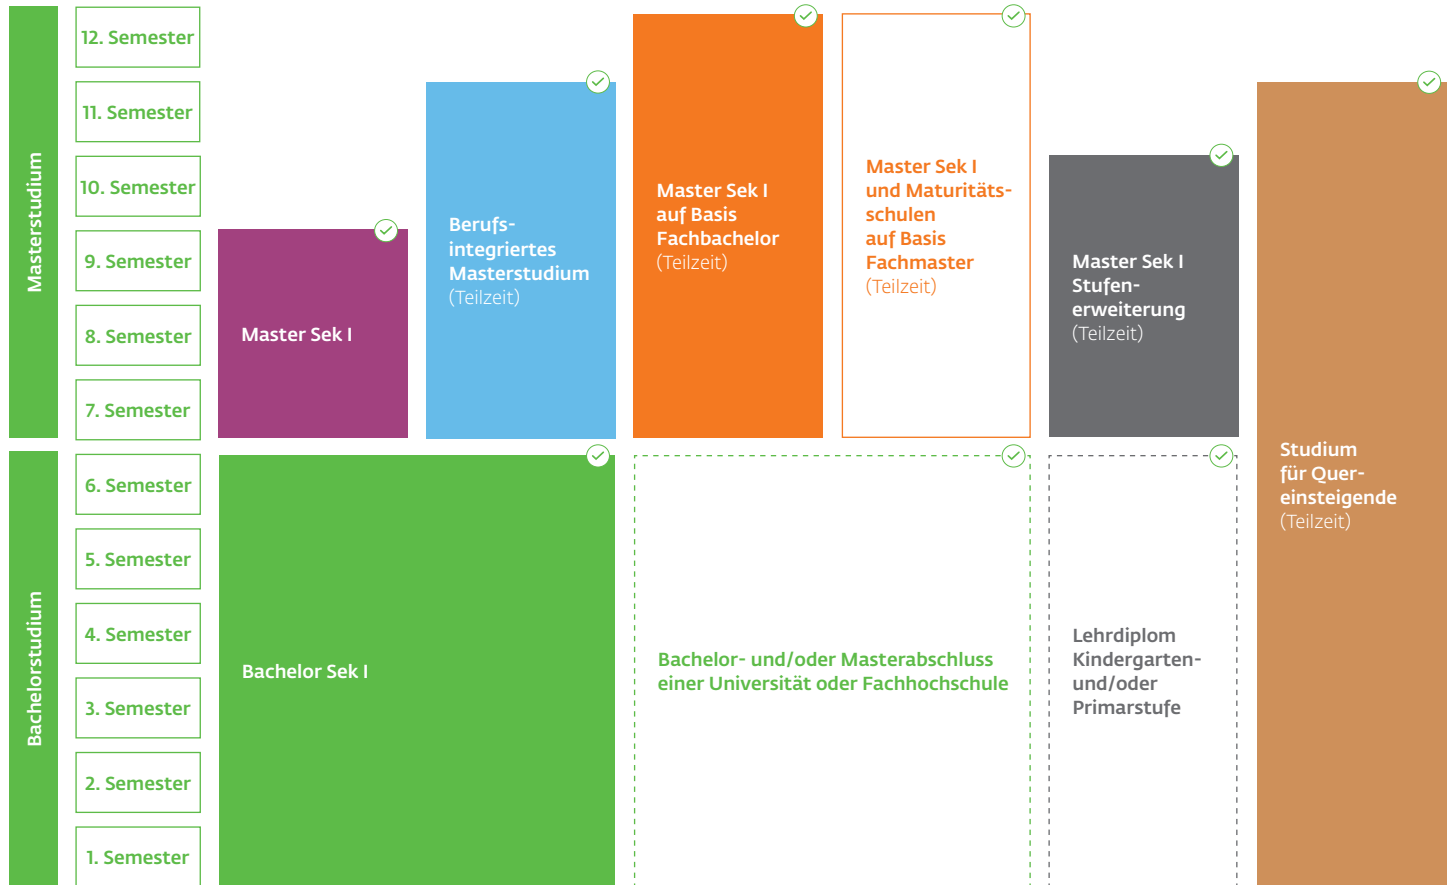 Masterstudium
12. Semester
11. Semester
10. Semester
9. Semester
8. Semester
7. Semester
Master Sek I
Berufs-
integriertes
Masterstudium
(Teilzeit)
Master Sek I
auf Basis
Fachbachelor
(Teilzeit)
Master Sek I
und Maturitäts-
schulen
auf Basis
Fachmaster
(Teilzeit)
Master Sek I
Stufen-
erweiterung
(Teilzeit)
Studium
für Quer-
einsteigende
(Teilzeit)
Bachelorstudium
6. Semester
5. Semester
4. Semester
3. Semester
2. Semester
1. Semester
Bachelor Sek I
Bachelor- und/oder Masterabschluss
einer Universität oder Fachhochschule
Lehrdiplom
Kindergarten-
und/oder
Primarstufe